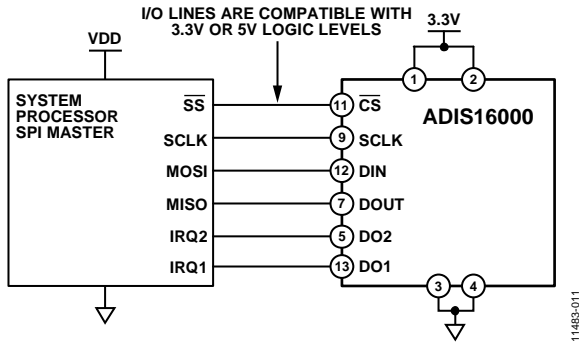 I/O LINES ARE COMPATIBLE WITH
3.3V OR 5V LOGIC LEVELS
VDD
3.3V
1
2
SYSTEM
PROCESSOR
SPI MASTER
ADIS16000
SS 11 CS
SCLK 9 SCLK
MOSI 12 DIN
MISO 7 DOUT
IRQ2 5 DO2
IRQ1 13 DO1
3
4
11483-011